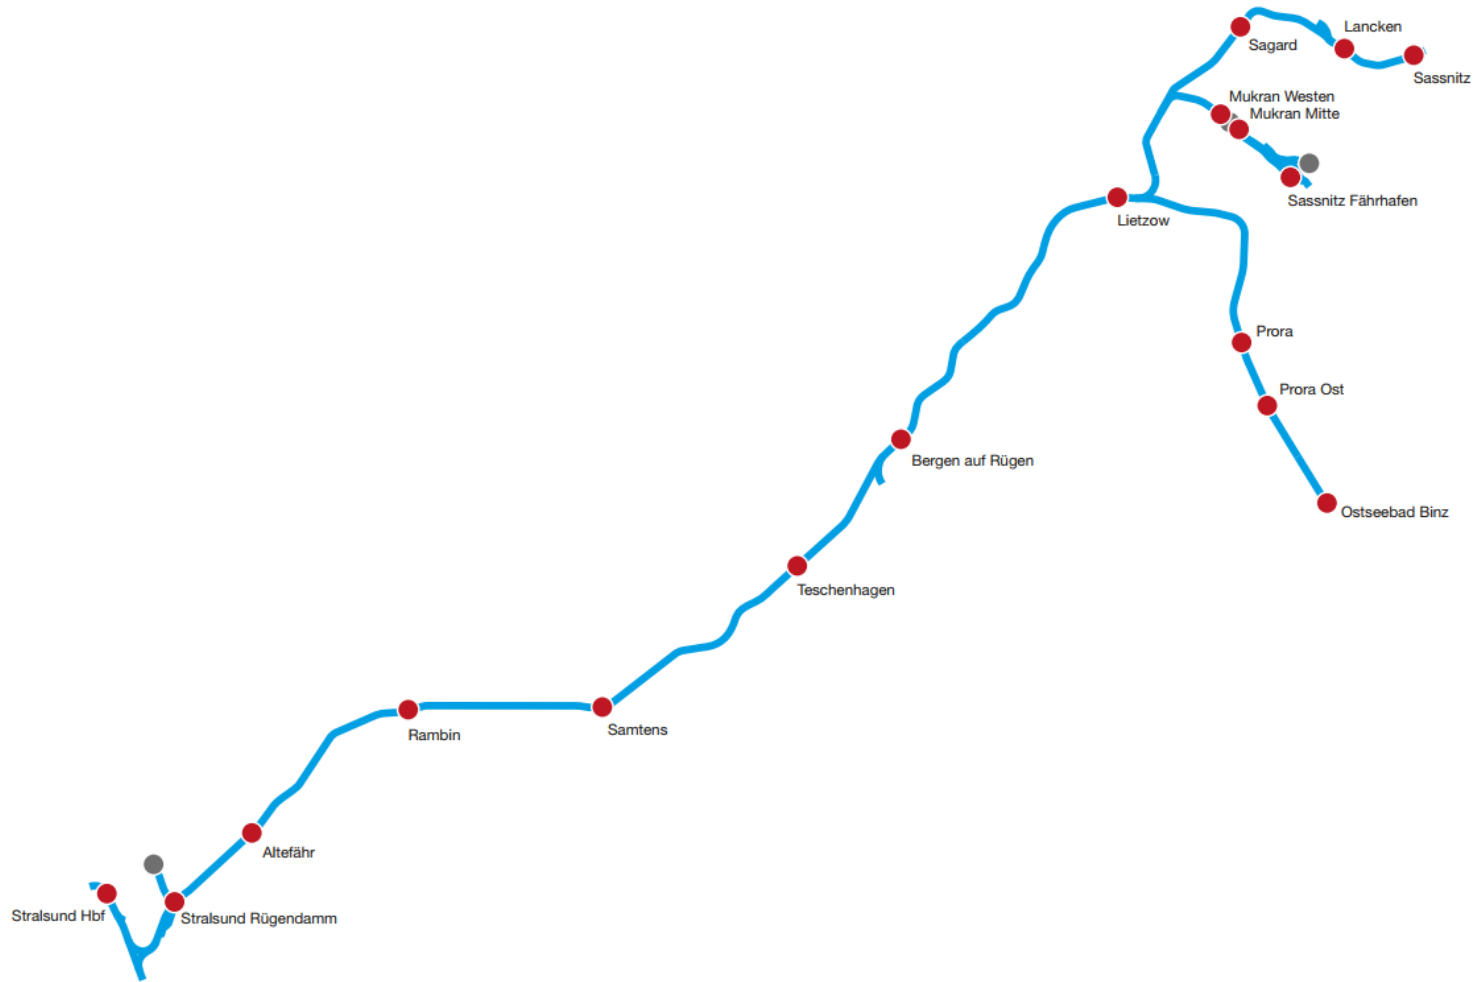 Lancken
Sagard
Sassnitz
Mukran Westen
Mukran Mitte
Sassnitz Fährhafen
Lietzow
Prora
Prora Ost
Bergen auf Rügen
Ostseebad Binz
Teschenhagen
Samtens
Rambin
Altefähr
Stralsund Hbf
Stralsund Rügendamm